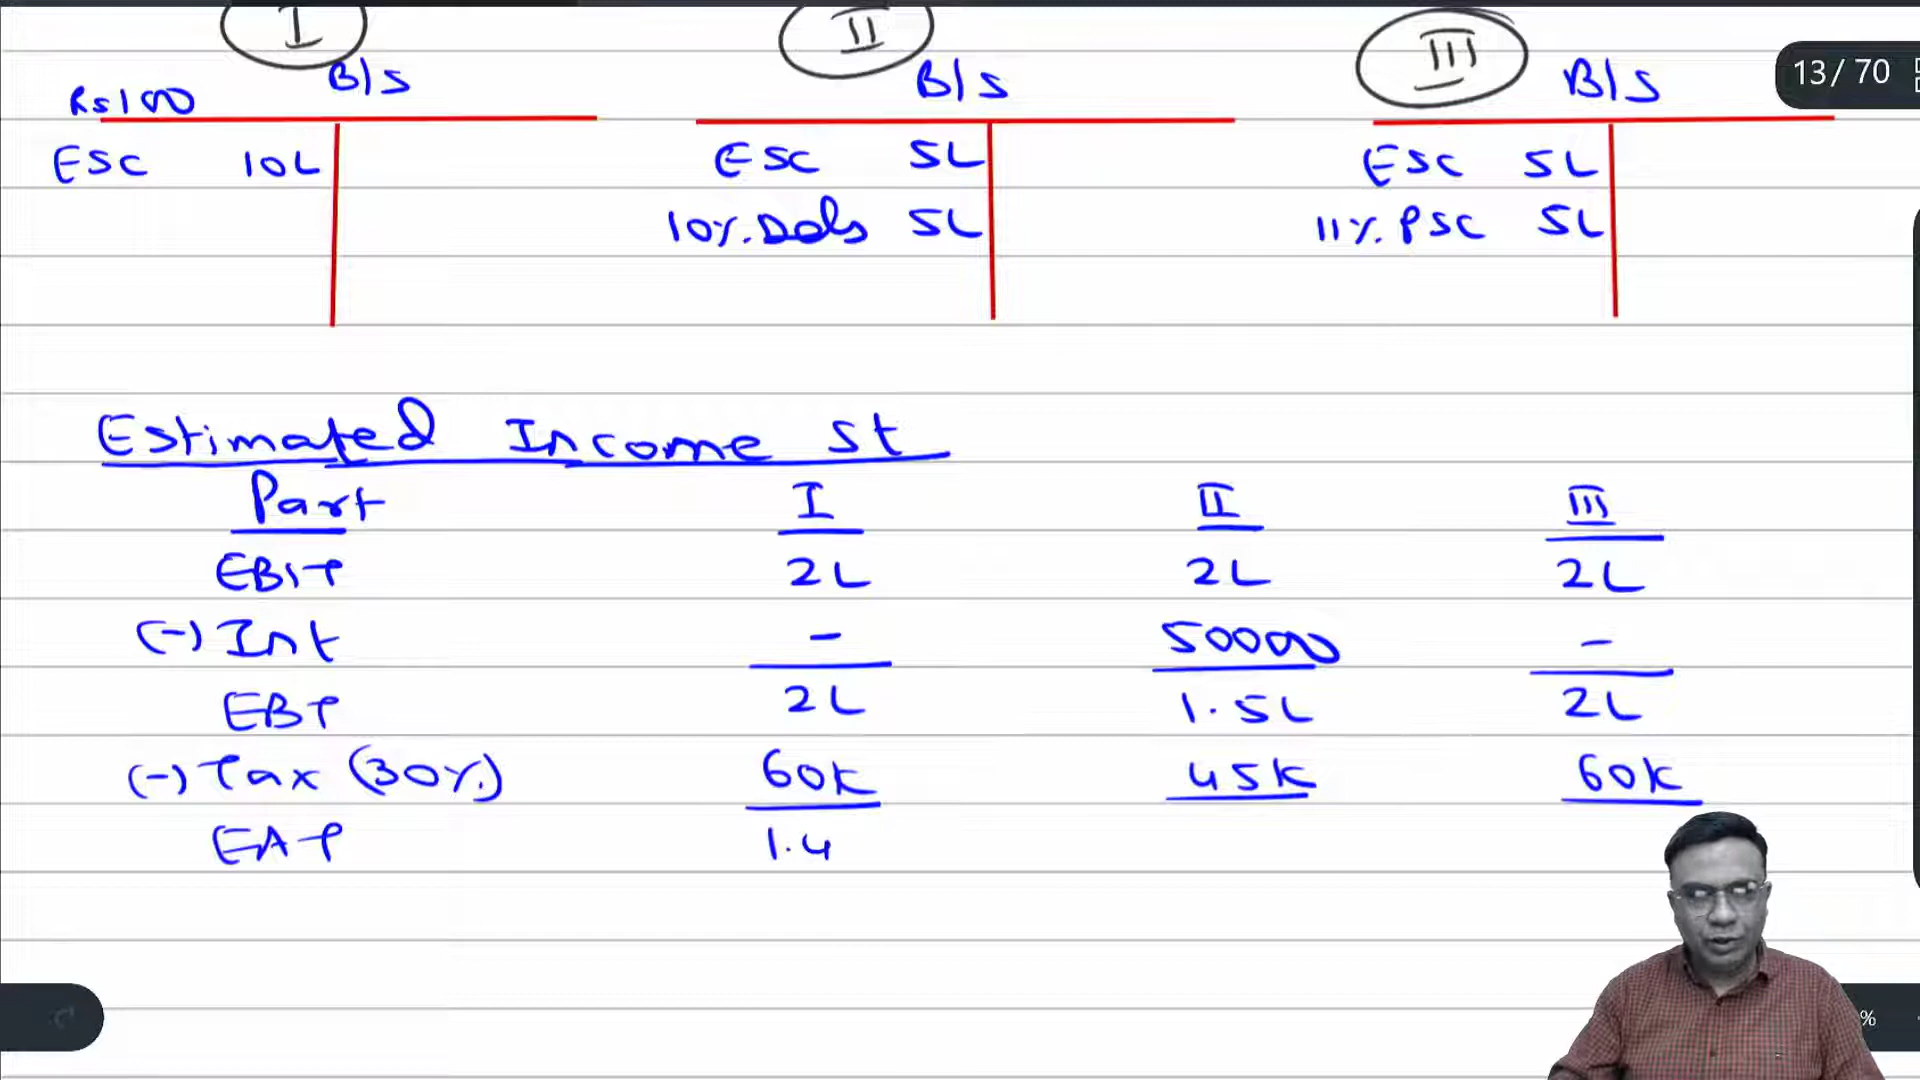 I II III 13/ 70
Rs100 B/S B/S B/S
ESC 10L ESC 5L ESC 5L
10%. Debs 5L 11%. PSC 5L
Estimated Income St
Part I II III
EBIT 2L 2L 2L
(-) Int - 50000 -
EBT 2L 1.5L 2L
(-) Tax (30%) 60K 45K 60K
EAT 1.4
%